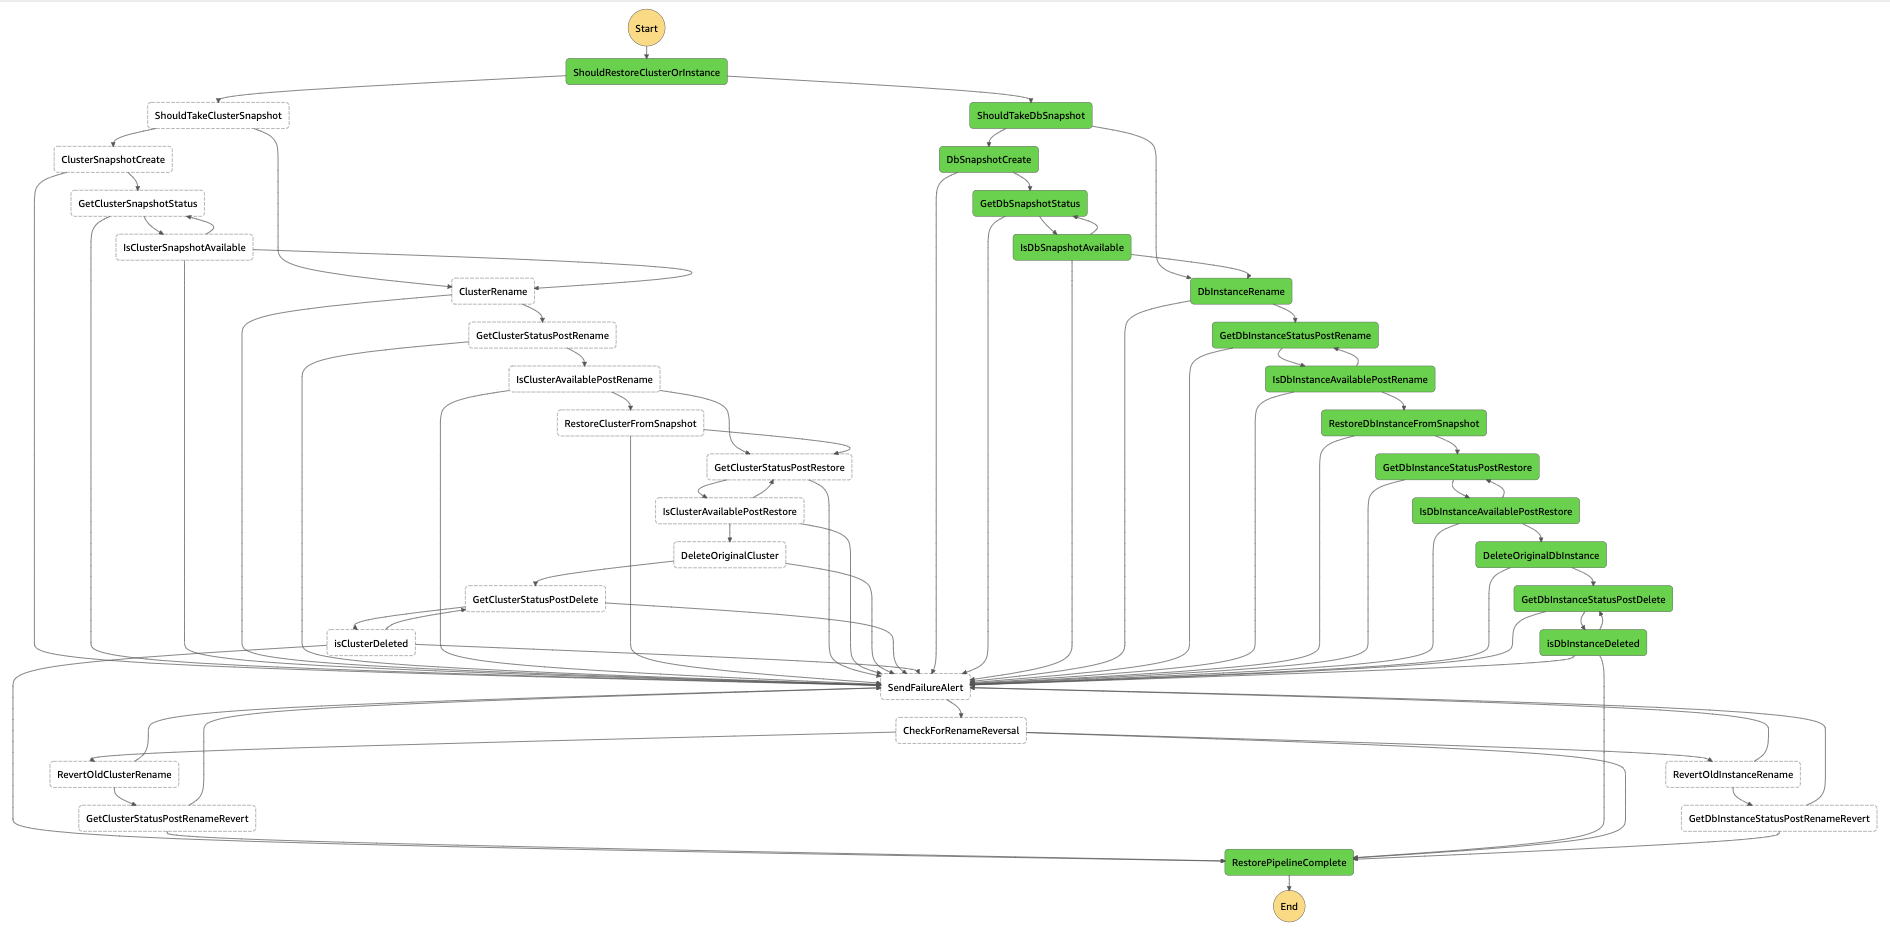 Start
ShouldRestoreClusterOrInstance
ShouldTakeClusterSnapshot
ShouldTakeDbSnapshot
ClusterSnapshotCreate
DbSnapshotCreate
GetClusterSnapshotStatus
GetDbSnapshotStatus
IsClusterSnapshotAvailable
IsDbSnapshotAvailable
ClusterRename
DbInstanceRename
GetClusterStatusPostRename
GetDbInstanceStatusPostRename
IsClusterAvailablePostRename
IsDbInstanceAvailablePostRename
RestoreClusterFromSnapshot
RestoreDbInstanceFromSnapshot
GetClusterStatusPostRestore
GetDbInstanceStatusPostRestore
IsClusterAvailablePostRestore
IsDbInstanceAvailablePostRestore
DeleteOriginalCluster
DeleteOriginalDbInstance
GetClusterStatusPostDelete
GetDbInstanceStatusPostDelete
isClusterDeleted
isDbInstanceDeleted
SendFailureAlert
CheckForRenameReversal
RevertOldClusterRename
RevertOldInstanceRename
GetClusterStatusPostRenameRevert
GetDbInstanceStatusPostRenameRevert
RestorePipelineComplete
End